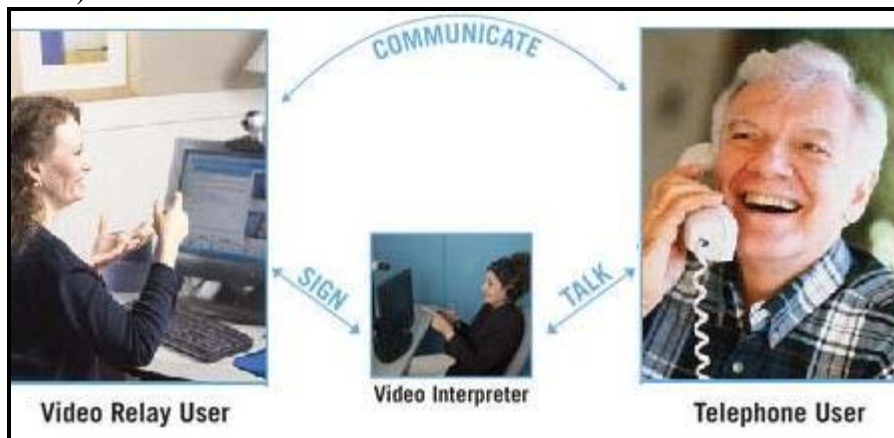 COMMUNICATE
SIGN
TALK
Video Interpreter
Video Relay User
Telephone User